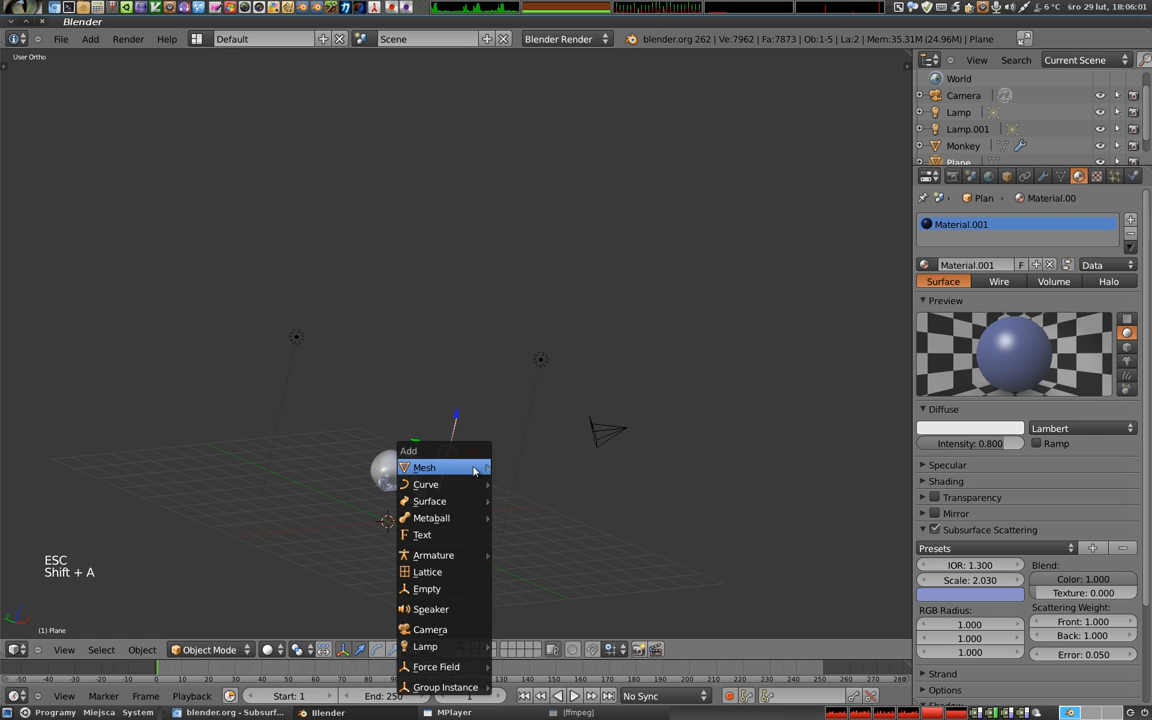 6 °C śro 29 lut, 18:06:01
Blender
File Add Render Help Default Scene Blender Render blender.org 262 | Ve:7962 | Fa:7873 | Ob:1-5 | La:2 | Mem:35.31M (24.96M) | Plane
View Search Current Scene
User Ortho
World
Camera
Lamp
Lamp.001
Monkey
Plane
Plan Material.00
Material.001
Material.001 F Data
Surface Wire Volume Halo
Preview
Diffuse
Lambert
Intensity: 0.800 Ramp
Specular
Shading
Transparency
Mirror
Subsurface Scattering
Presets
IOR: 1.300 Blend:
Scale: 2.030 Color: 1.000
Texture: 0.000
RGB Radius: Scattering Weight:
1.000 Front: 1.000
1.000 Back: 1.000
1.000 Error: 0.050
Strand
Options
Shadow
Add
Mesh
Curve
Surface
Metaball
Text
Armature
Lattice
Empty
Speaker
Camera
Lamp
Force Field
Group Instance
ESC
Shift + A
(1) Plane
View Select Object Object Mode
-50 -40 -30 -20 -10 0 10 20 30 40 50 60 70 80 90 100 110 120 130 140 150 160 170 180 190 200 210 220 230 240 250 260 270 280
View Marker Frame Playback Start: 1 End: 250 1 No Sync
Programy Miejsca System blender.org - Subsurf... Blender MPlayer [ffmpeg]